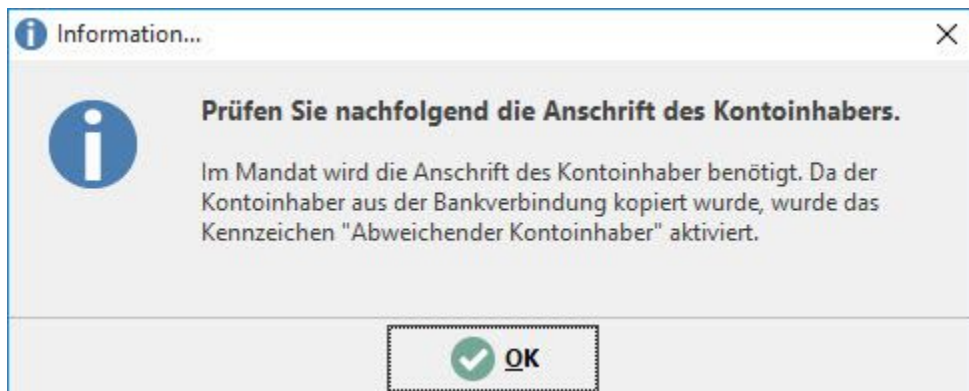 Information...
Prüfen Sie nachfolgend die Anschrift des Kontoinhabers.
Im Mandat wird die Anschrift des Kontoinhaber benötigt. Da der
Kontoinhaber aus der Bankverbindung kopiert wurde, wurde das
Kennzeichen "Abweichender Kontoinhaber" aktiviert.
OK